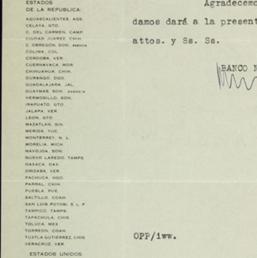 ESTADOS
DE LA REPUBLICA:
Agradecemo
AGUASCALIENTES, AGS.
CELAYA, GTO.
damos dará a la present
C. DEL CARMEN, CAMP.
CIUDAD JUAREZ, CHIH.
attos. y Ss. Ss.
C. OBREGON, SON. AGENCIA
COLIMA, COL.
CORDOBA, VER.
BANCO N
CUERNAVACA, MOR.
CHIHUAHUA, CHIH.
DURANGO, DGO.
GUADALAJARA, JAL.
GUAYMAS, SON. AGENCIA
HERMOSILLO, SON.
IRAPUATO, GTO.
JALAPA, VER.
LEON, GTO.
MAZATLAN, SIN.
MERIDA, YUC.
MONTERREY, N. L.
MORELIA, MICH.
NAVOJOA, SON.
NUEVO LAREDO, TAMPS.
OAXACA, OAX.
ORIZABA, VER.
PACHUCA, HGO.
PARRAL, CHIH.
PUEBLA, PUE.
SALTILLO, COAH.
SAN LUIS POTOSI, S. L. P.
TAMPICO, TAMPS.
TAPACHULA, CHIS.
TOLUCA, MEX.
TORREON, COAH.
TUXTLA GUTIERREZ, CHIS.
OPP/iww.
VERACRUZ, VER.
ESTADOS UNIDOS